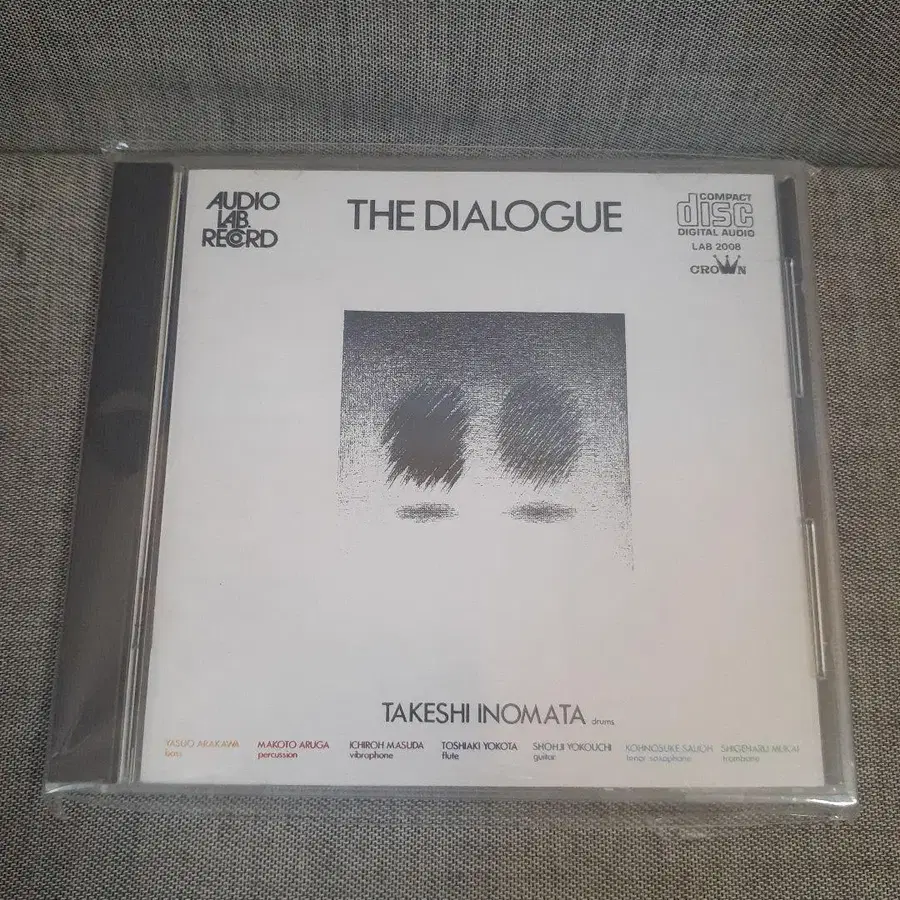 AUDIO
LAB.
RECORD
THE DIALOGUE
COMPACT
disc
DIGITAL AUDIO
LAB 2008
CROWN
TAKESHI INOMATA drums
YASUO ARAKAWA
bass
MAKOTO ARUGA
percussion
ICHIROH MASUDA
vibraphone
TOSHIAKI YOKOTA
flute
SHOHJI YOKOUCHI
guitar
KOHNOSUKE SAIJOH
tenor saxophone
SHIGEHARU MUKAI
trombone